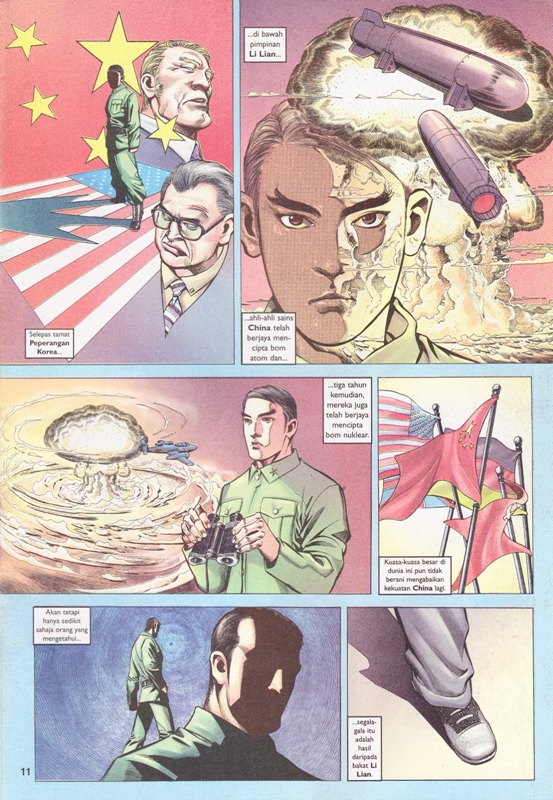 Selepas tamat
Peperangan
Korea...
...di bawah
pimpinan
Li Lian...
...ahli-ahli sains
China telah
berjaya men-
cipta bom
atom dan...
...tiga tahun
kemudian,
mereka juga
telah berjaya
mencipta
bom nuklear.
Kuasa-kuasa besar di
dunia ini pun tidak
berani mengabaikan
kekuatan China lagi.
Akan tetapi
hanya sedikit
sahaja orang yang
mengetahui...
...segala-
gala itu
adalah
hasil
daripada
bakat Li
Lian.
11